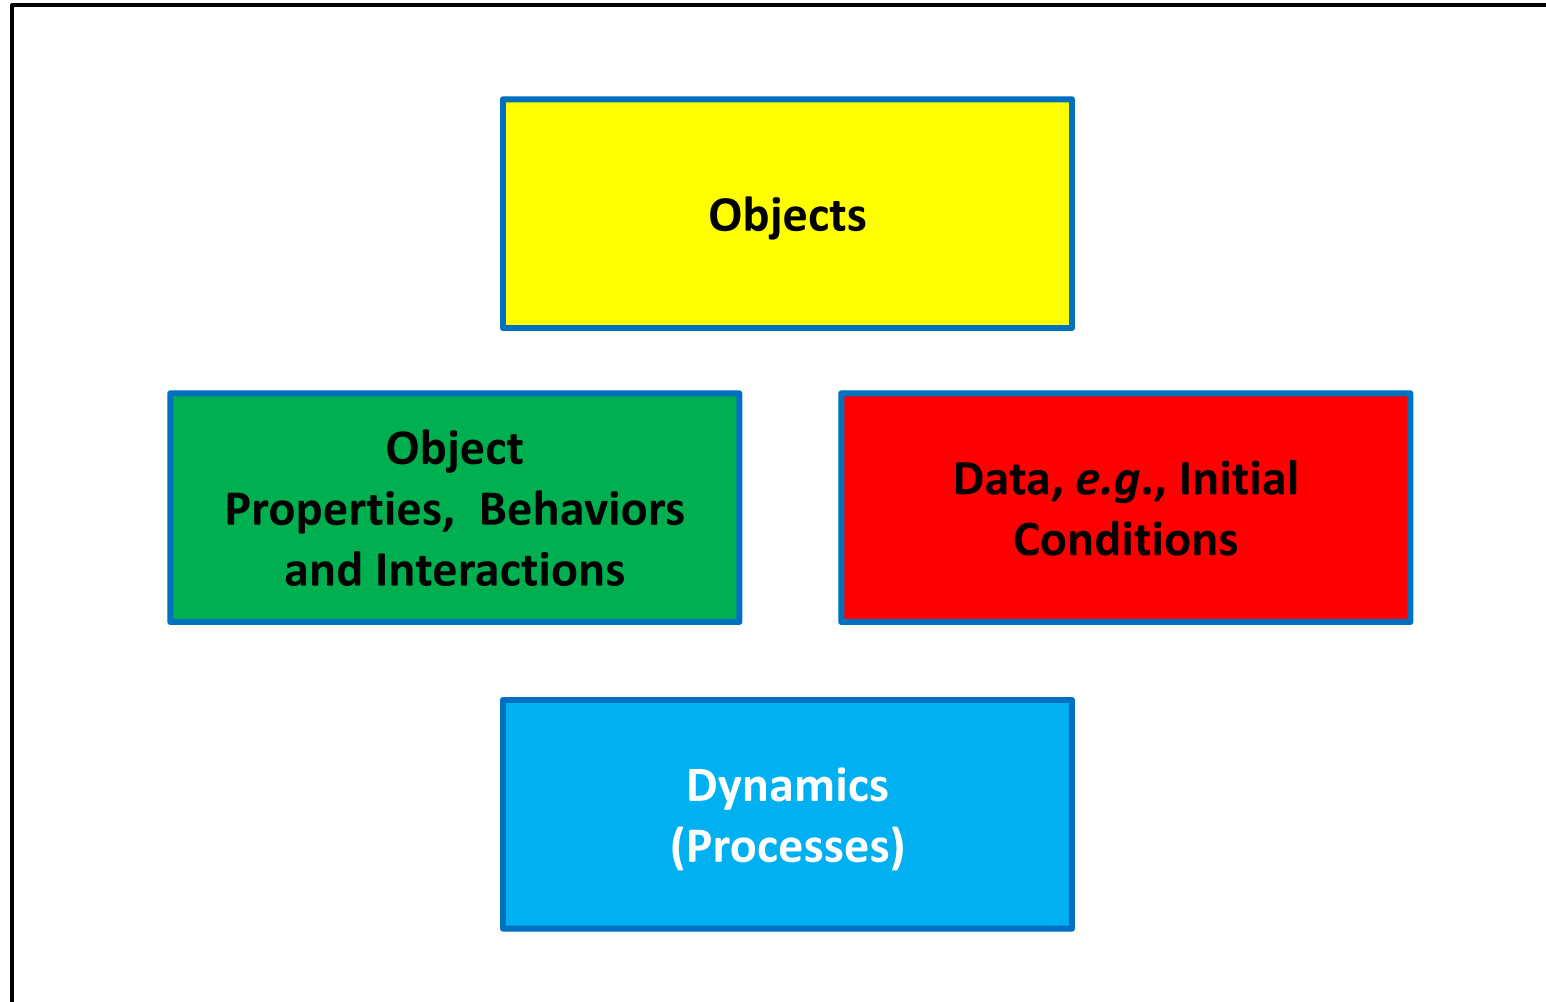 Objects
Object
Properties,  Behaviors
and Interactions
Data, e.g., Initial
Conditions
Dynamics
(Processes)